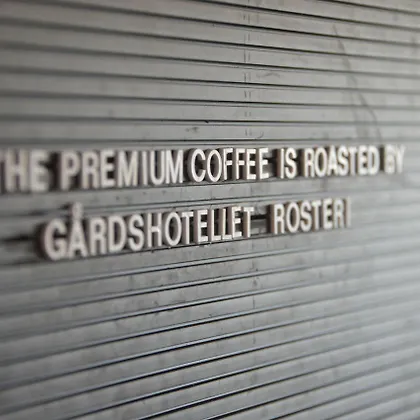 THE PREMIUM COFFEE IS ROASTED BY
GÅRDSHOTELLET ROSTERI